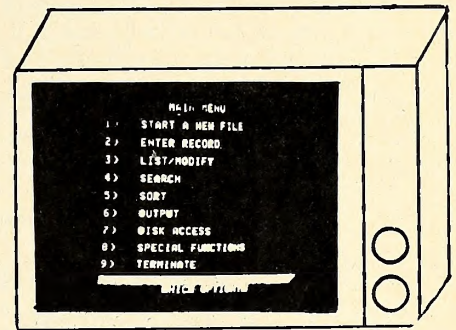 MAIN MENU
1) START A NEW FILE
2) ENTER RECORD
3) LIST/MODIFY
4) SEARCH
5) SORT
6) OUTPUT
7) DISK ACCESS
8) SPECIAL FUNCTIONS
9) TERMINATE